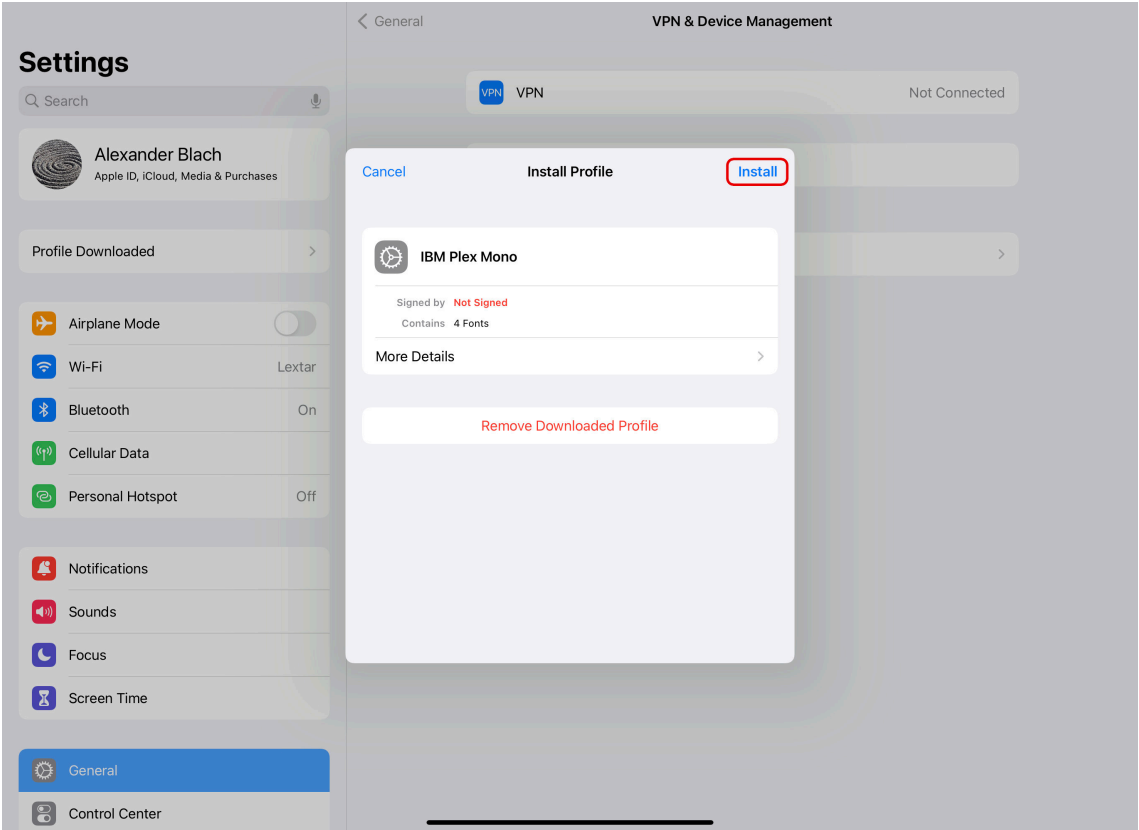 Settings
Search
Alexander Blach
Apple ID, iCloud, Media & Purchases
Profile Downloaded
Airplane Mode
Wi-Fi Lextar
Bluetooth On
Cellular Data
Personal Hotspot Off
Notifications
Sounds
Focus
Screen Time
General
Control Center
General VPN & Device Management
VPN VPN Not Connected
Cancel Install Profile Install
IBM Plex Mono
Signed by Not Signed
Contains 4 Fonts
More Details
Remove Downloaded Profile